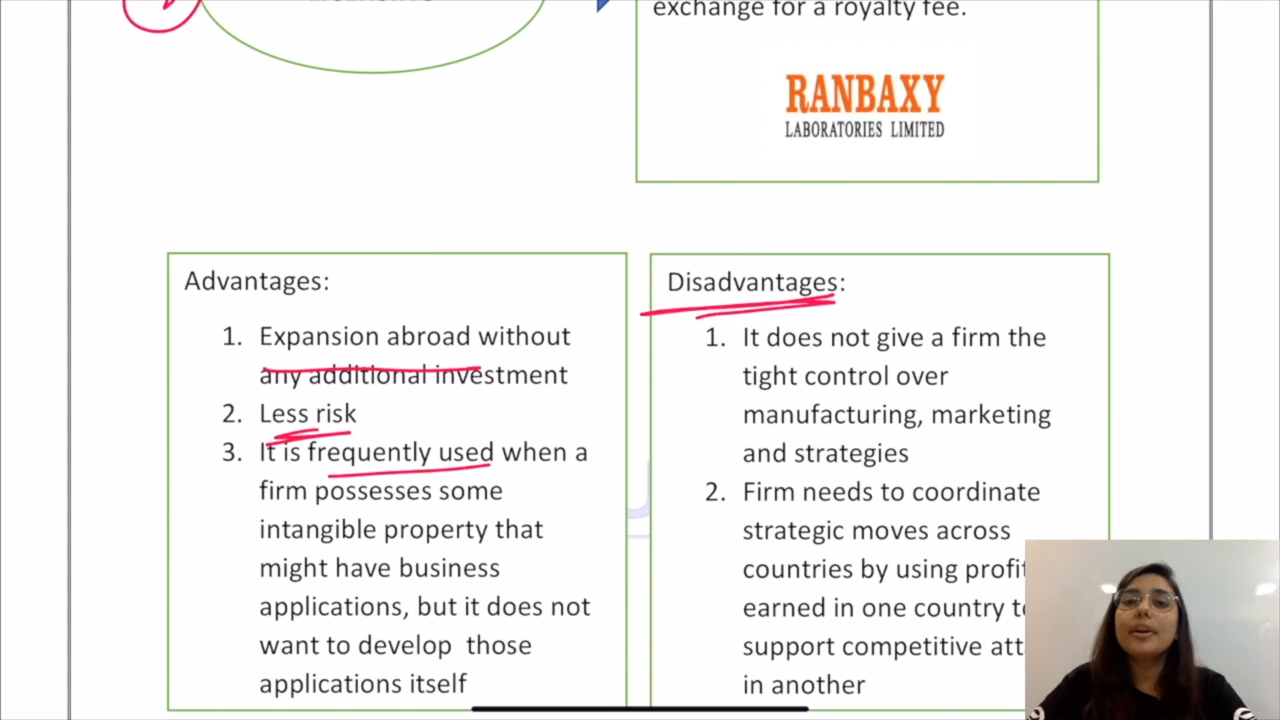 exchange for a royalty fee.
RANBAXY
LABORATORIES LIMITED
Advantages:
1. Expansion abroad without
any additional investment
2. Less risk
3. It is frequently used when a
firm possesses some
intangible property that
might have business
applications, but it does not
want to develop those
applications itself
Disadvantages:
1. It does not give a firm the
tight control over
manufacturing, marketing
and strategies
2. Firm needs to coordinate
strategic moves across
countries by using profit
earned in one country
support competitive
in another